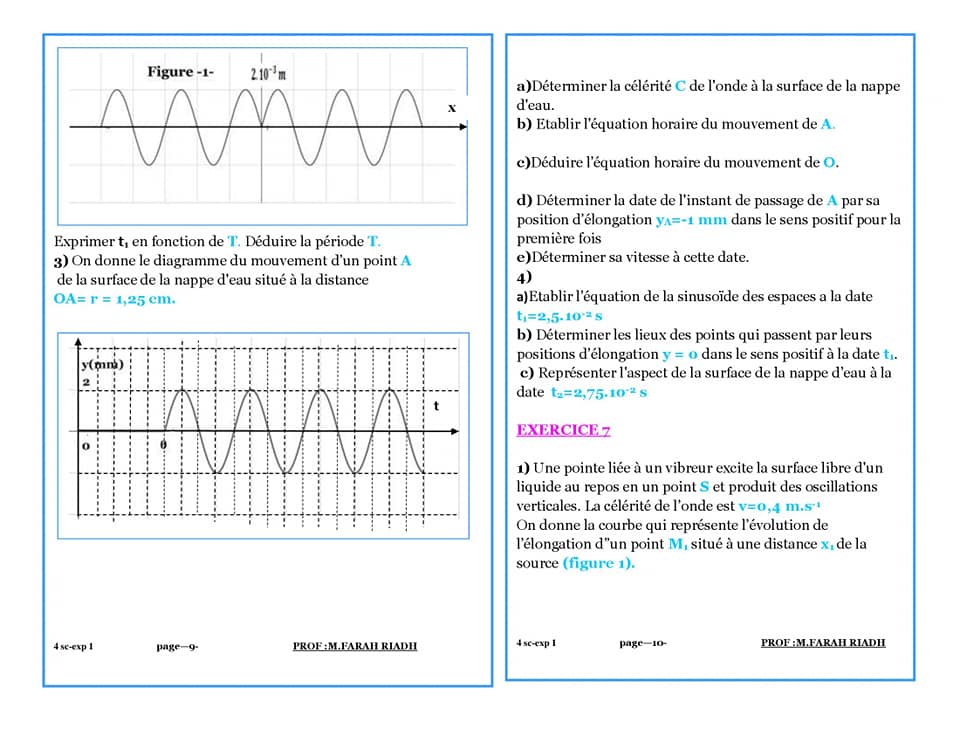 Figure -1-
2.10⁻³ m
x
Exprimer t₁ en fonction de T. Déduire la période T.
3) On donne le diagramme du mouvement d'un point A
de la surface de la nappe d'eau situé à la distance
OA= r = 1,25 cm.
y(mm)
2
t
0
θ
4 sc-exp 1
page—9-
PROF :M.FARAH RIADH
a)Déterminer la célérité C de l'onde à la surface de la nappe
d'eau.
b) Etablir l'équation horaire du mouvement de A.
c)Déduire l'équation horaire du mouvement de O.
d) Déterminer la date de l'instant de passage de A par sa
position d'élongation yA=-1 mm dans le sens positif pour la
première fois
e)Déterminer sa vitesse à cette date.
4)
a)Etablir l'équation de la sinusoïde des espaces a la date
t₁=2,5.10⁻² s
b) Déterminer les lieux des points qui passent par leurs
positions d'élongation y = 0 dans le sens positif à la date t₁.
c) Représenter l'aspect de la surface de la nappe d'eau à la
date t₂=2,75.10⁻² s
EXERCICE 7
1) Une pointe liée à un vibreur excite la surface libre d'un
liquide au repos en un point S et produit des oscillations
verticales. La célérité de l'onde est v=0,4 m.s⁻¹
On donne la courbe qui représente l'évolution de
l'élongation d"un point M₁ situé à une distance x₁ de la
source (figure 1).
4 sc-exp 1
page—10-
PROF :M.FARAH RIADH